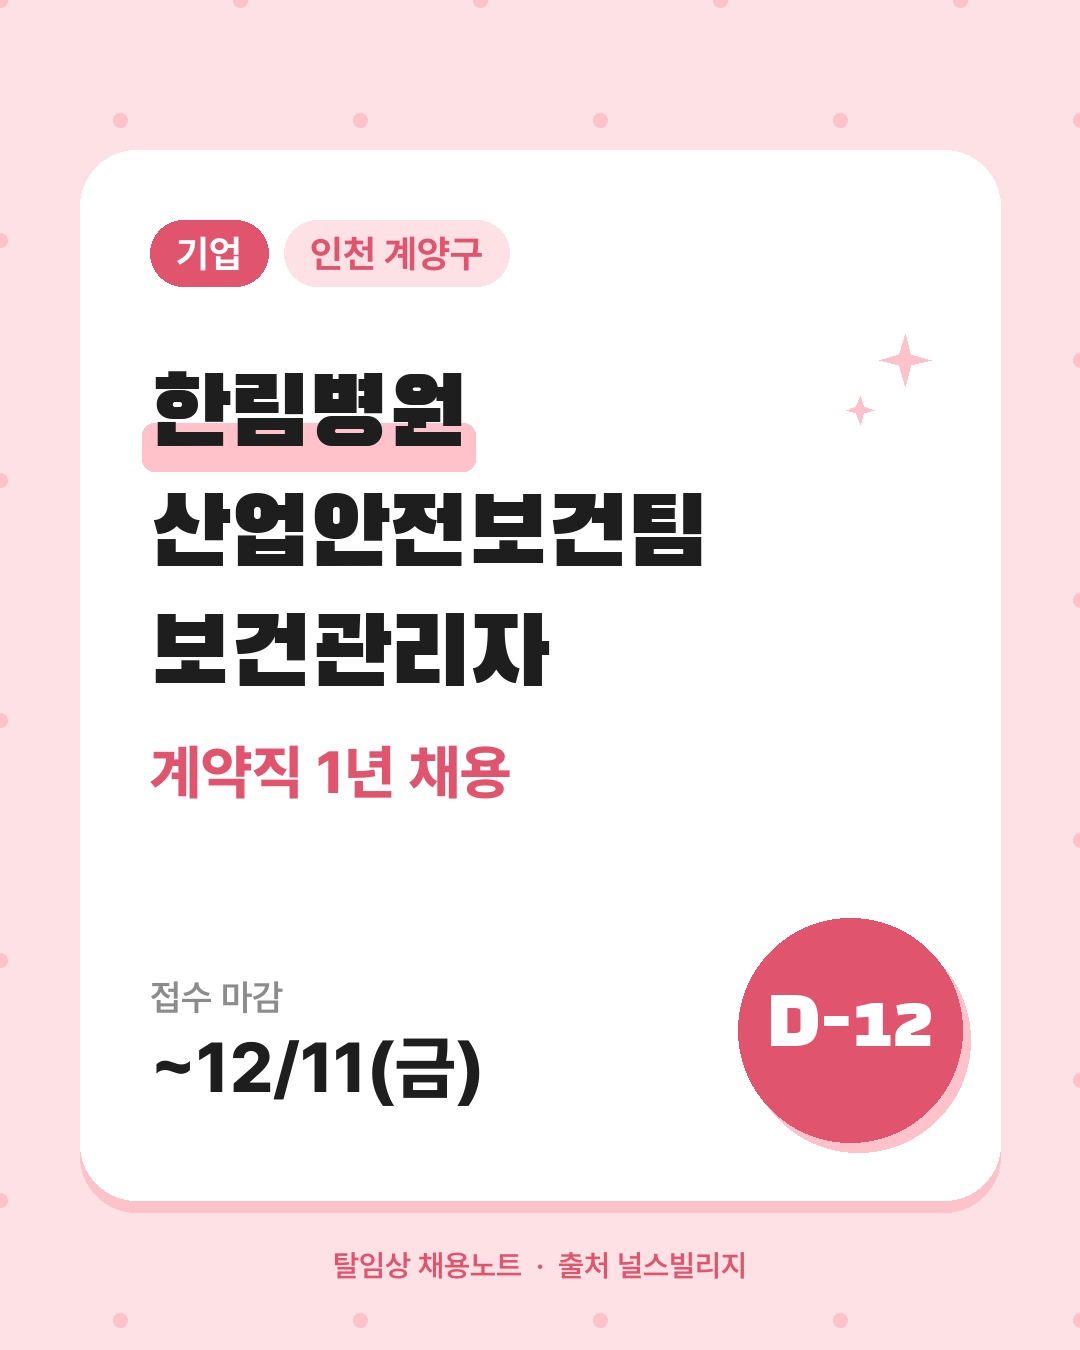 기업 인천 계양구
한림병원
산업안전보건팀
보건관리자
계약직 1년 채용
접수 마감
~12/11(금)
D-12
탈임상 채용노트 · 출처 널스빌리지